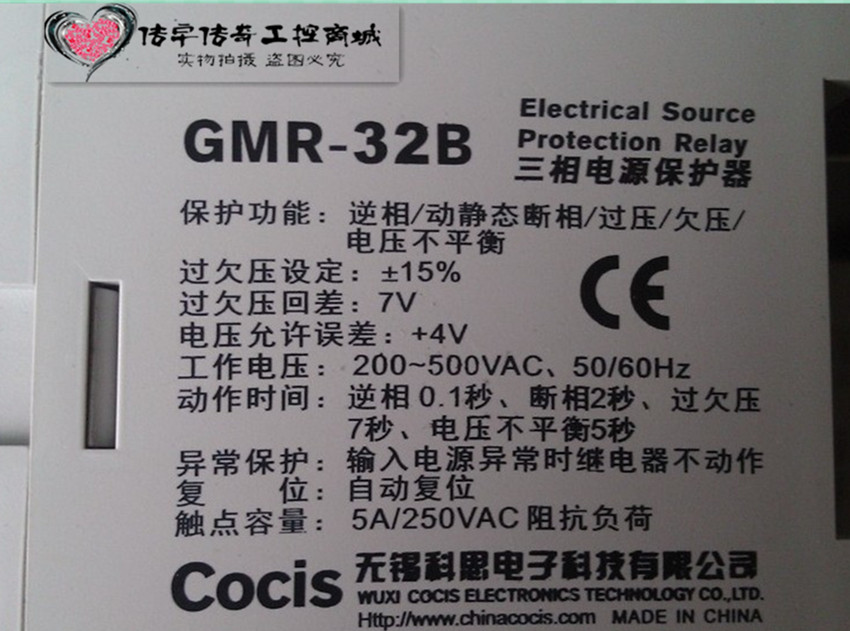 传宇传奇工控商城
实物拍摄 盗图必究
Electrical Source
GMR-32B
Protection Relay
三相电源保护器
保护功能：逆相/动静态断相/过压/欠压/
电压不平衡
过欠压设定：±15%
过欠压回差：7V
电压允许误差：+4V
工作电压：200~500VAC、50/60Hz
动作时间：逆相0.1秒、断相2秒、过欠压
7秒、电压不平衡5秒
异常保护：输入电源异常时继电器不动作
复 位：自动复位
触点容量：5A/250VAC阻抗负荷
CE
Cocis 无锡科思电子科技有限公司
WUXI COCIS ELECTRONICS TECHNOLOGY CO.,LTD.
Http://www.chinacocis.com MADE IN CHINA